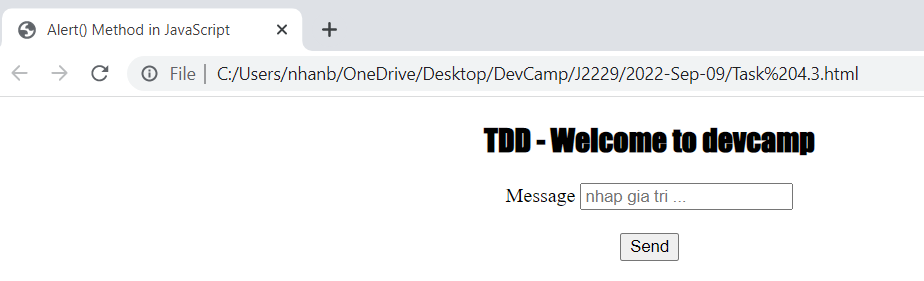 Alert() Method in JavaScript
File | C:/Users/nhanb/OneDrive/Desktop/DevCamp/J2229/2022-Sep-09/Task%204.3.html
TDD - Welcome to devcamp
Message nhap gia tri ...
Send